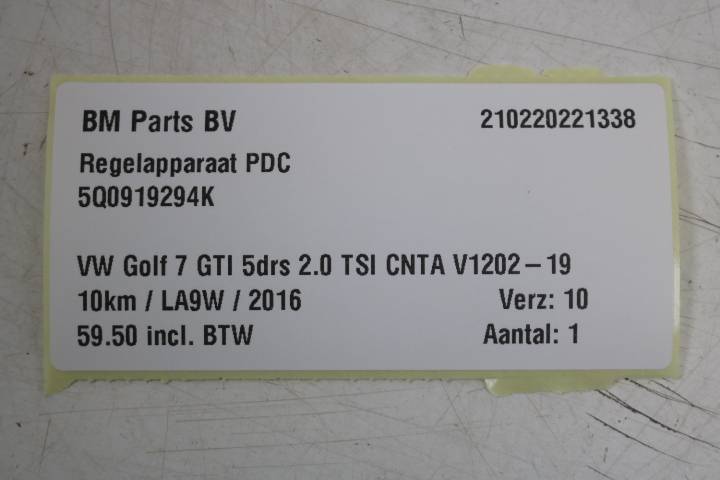 BM Parts BV 210220221338
Regelapparaat PDC
5Q0919294K
VW Golf 7 GTI 5drs 2.0 TSI CNTA V1202-19
10km / LA9W / 2016 Verz: 10
59.50 incl. BTW Aantal: 1